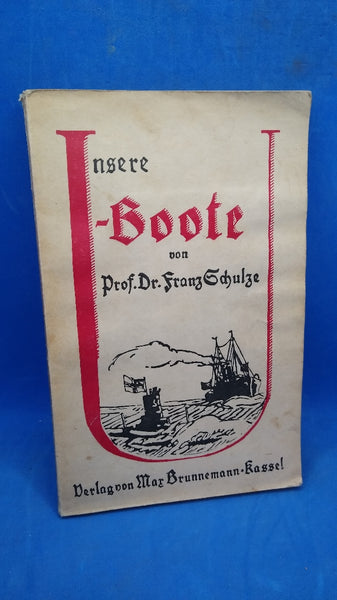 Unsere
U-Boote
von
Prof. Dr. Franz Schulze
Verlag von Max Brunnemann-Kassel